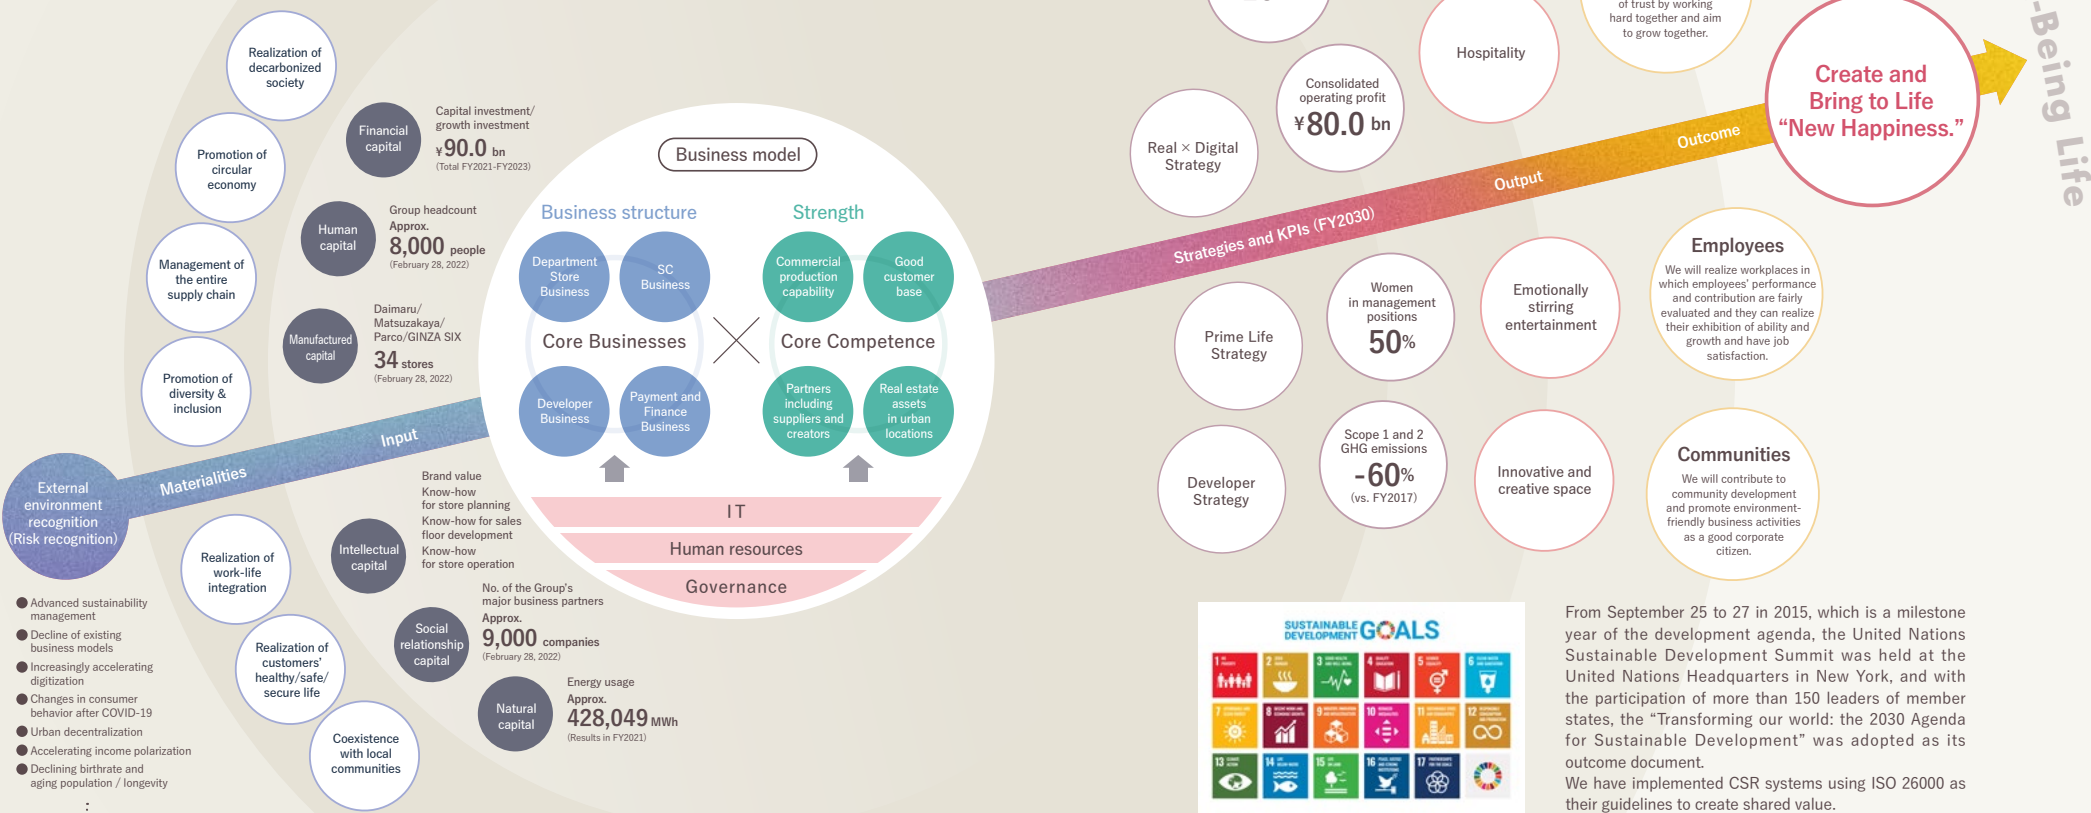 Realization of
decarbonized
society
Promotion of
circular
economy
Management of
the entire
supply chain
Promotion of
diversity &
inclusion
External
environment
recognition
(Risk recognition)
Materialities
Input
Realization of
work-life
integration
Realization of
customers'
healthy/safe/
secure life
Coexistence
with local
communities
Advanced sustainability
management
Decline of existing
business models
Increasingly accelerating
digitization
Changes in consumer
behavior after COVID-19
Urban decentralization
Accelerating income polarization
Declining birthrate and
aging population / longevity
:
Financial
capital
Capital investment/
growth investment
¥90.0 bn
(Total FY2021-FY2023)
Human
capital
Group headcount
Approx.
8,000 people
(February 28, 2022)
Manufactured
capital
Daimaru/
Matsuzakaya/
Parco/GINZA SIX
34 stores
(February 28, 2022)
Intellectual
capital
Brand value
Know-how
for store planning
Know-how for sales
floor development
Know-how
for store operation
Social
relationship
capital
No. of the Group's
major business partners
Approx.
9,000 companies
(February 28, 2022)
Natural
capital
Energy usage
Approx.
428,049 MWh
(Results in FY2021)
Business model
Business structure
Department
Store
Business
SC
Business
Core Businesses
Developer
Business
Payment and
Finance
Business
Strength
Commercial
production
capability
Good
customer
base
Core Competence
Partners
including
suppliers and
creators
Real estate
assets
in urban
locations
IT
Human resources
Governance
Strategies and KPIs (FY2030)
Output
Outcome
Real × Digital
Strategy
Prime Life
Strategy
Developer
Strategy
Consolidated
operating profit
¥80.0 bn
Women
in management
positions
50%
Scope 1 and 2
GHG emissions
-60%
(vs. FY2017)
Hospitality
Emotionally
stirring
entertainment
Innovative and
creative space
of trust by working
hard together and aim
to grow together.
Employees
We will realize workplaces in
which employees' performance
and contribution are fairly
evaluated and they can realize
their exhibition of ability and
growth and have job
satisfaction.
Communities
We will contribute to
community development
and promote environment-
friendly business activities
as a good corporate
citizen.
Create and
Bring to Life
"New Happiness."
-Being Life
SUSTAINABLE
DEVELOPMENT GOALS
1
2
3
4
5
6
7
8
9
10
11
12
13
14
15
16
17
From September 25 to 27 in 2015, which is a milestone
year of the development agenda, the United Nations
Sustainable Development Summit was held at the
United Nations Headquarters in New York, and with
the participation of more than 150 leaders of member
states, the "Transforming our world: the 2030 Agenda
for Sustainable Development" was adopted as its
outcome document.
We have implemented CSR systems using ISO 26000 as
their guidelines to create shared value.